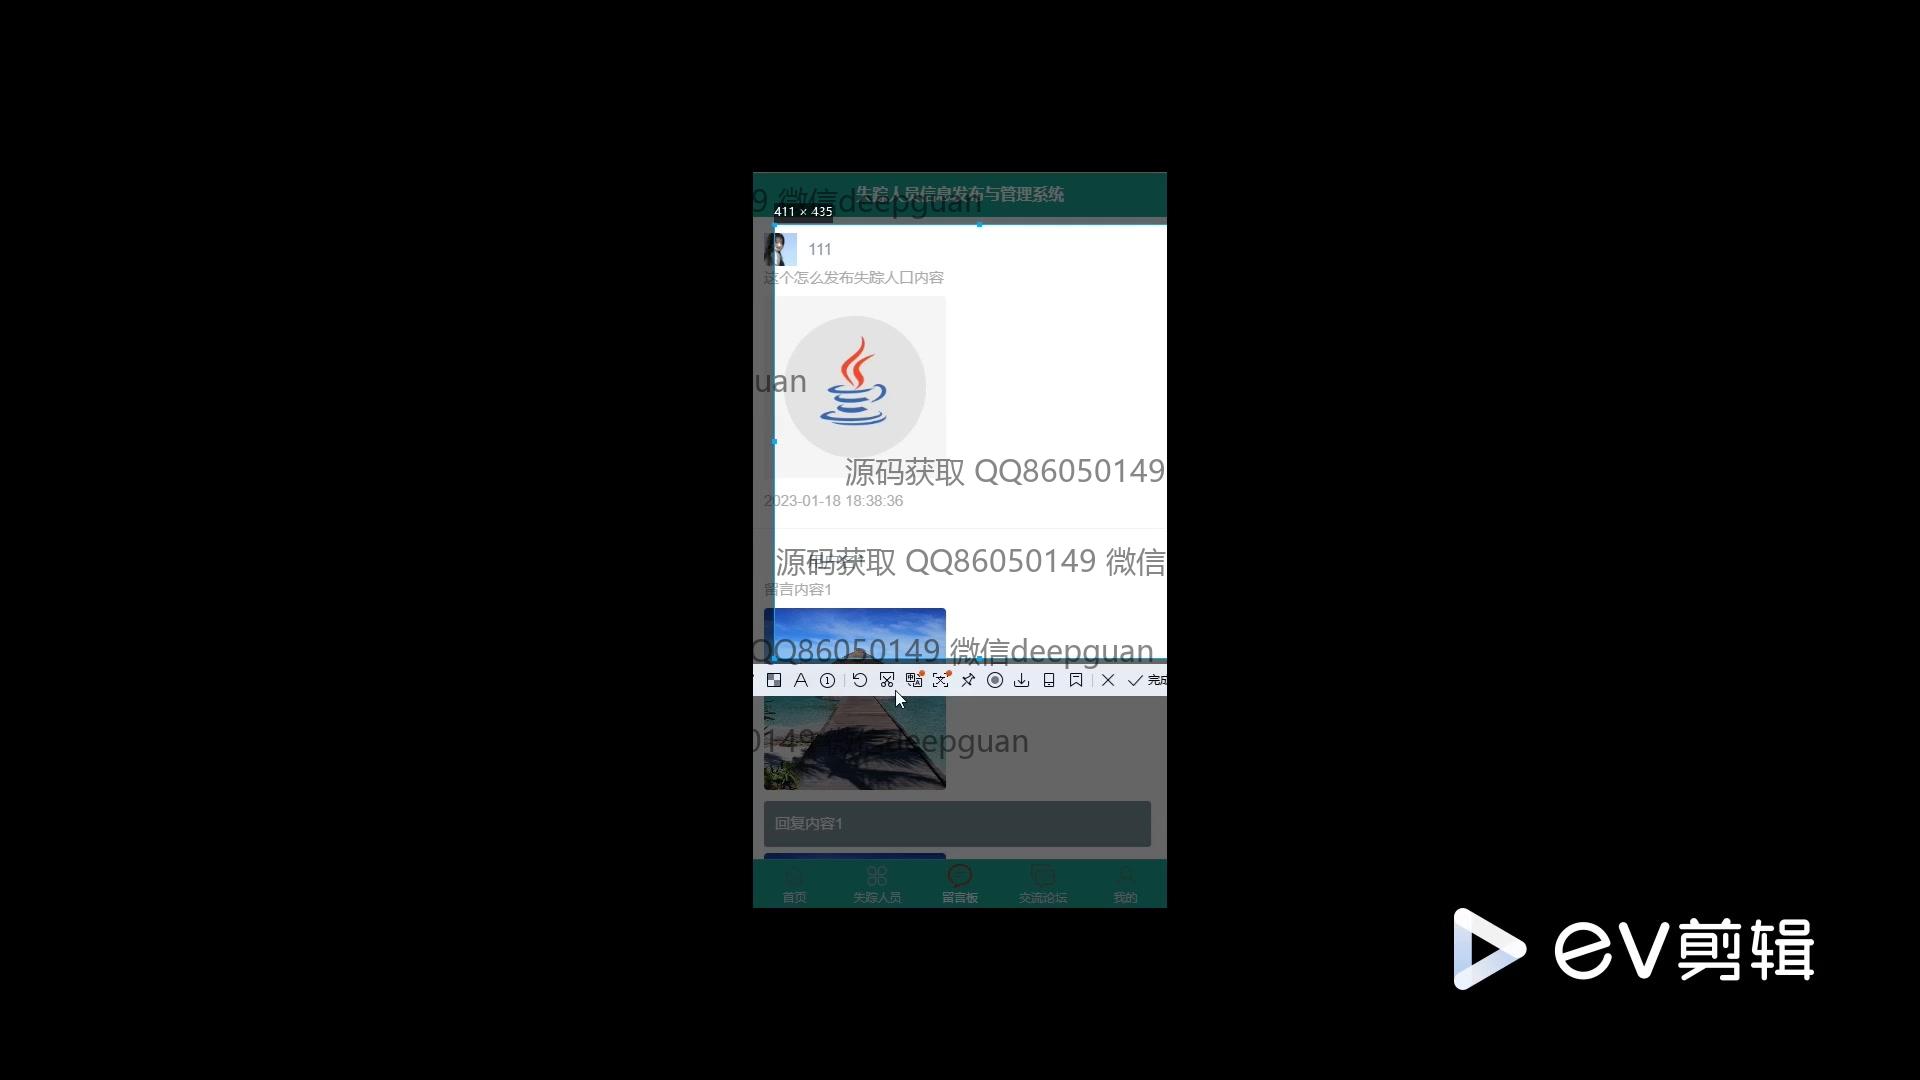 失踪人员信息发布与管理系统
9 微信deepguan
411 × 435
111
这个怎么发布失踪人口内容
uan
源码获取 QQ86050149
2023-01-18 18:38:36
源码获取 QQ86050149 微信
留言内容1
QQ86050149 微信deepguan
完成
0149 微信deepguan
回复内容1
首页
失踪人员
留言板
交流论坛
我的
ev剪辑